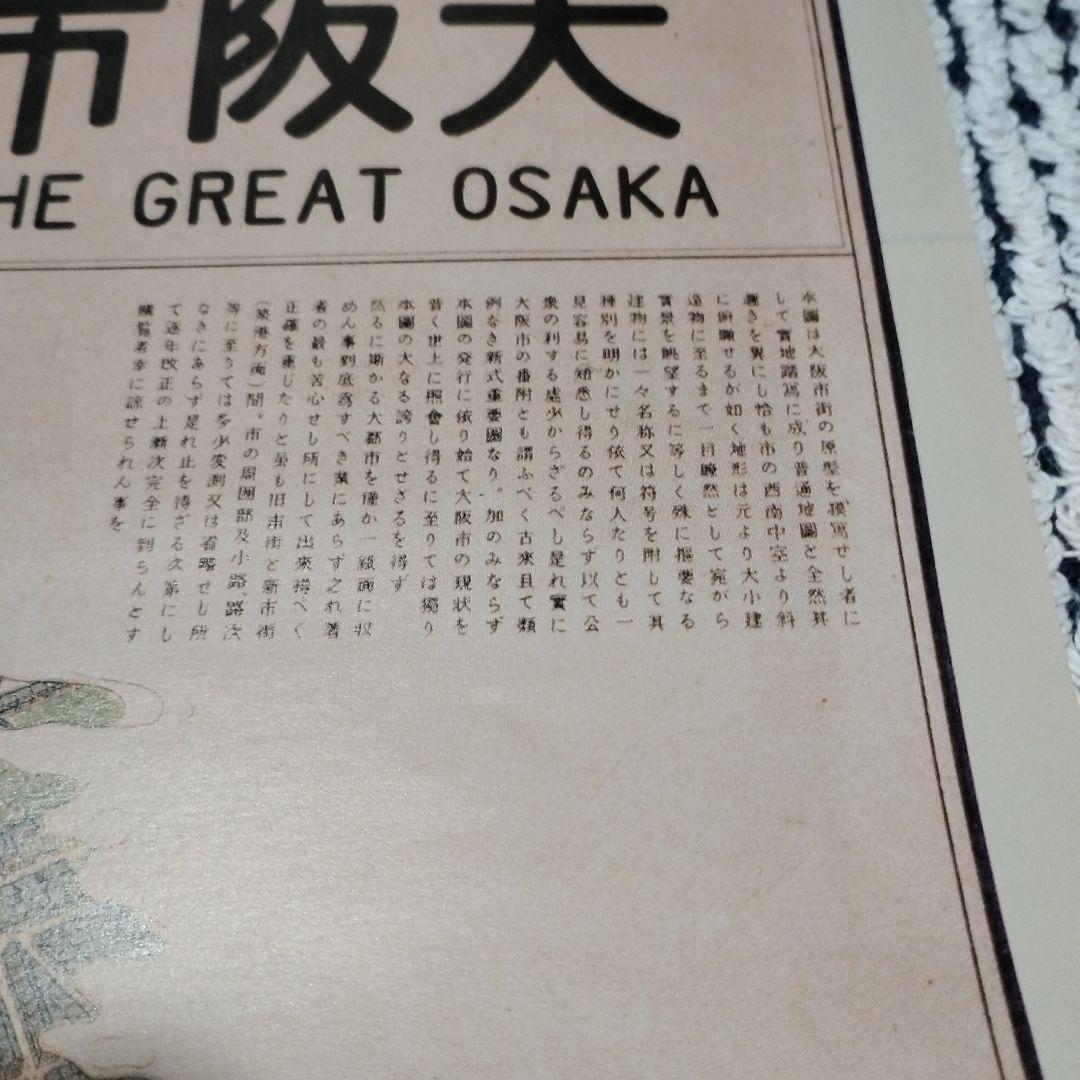 大阪市
HE GREAT OSAKA
本圖は大阪市街の原型を模寫せし者に
して實地踏寫に成り普通地圖と全然其
趣きを異にし恰も市の西南中空より斜
に俯瞰せるが如く地形は元より大小建
造物に至るまで一目瞭然として宛がら
實景を眺望するに等しく殊に樞要なる
建物には一々名称又は符号を附して其
種別を明かにせり依て何人たりとも一
見容易に知悉し得るのみならず以て公
衆の利する處少からざるべし是れ實に
大阪市の番附とも謂ふべく古來且て類
例なき新式重要圖なり。加のみならず
本圖の発行に依り始て大阪市の現状を
普く世上に照會し得るに至りては獨り
本圖の大なる誇りとせざるを得ず
然るに斯かる大都市を僅か一紙面に収
めん事到底爲すべき業にあらず之れ著
者の最も苦心せし所にして出來得べく
正確を重じたりと虽も旧市街と新市街
(築港方面)間。市の周囲部及小路、路次
等に至りては多少変測又は省略せし所
なきにあらず是れ止を得ざる次第にし
て逐年改正の上漸次完全に到らんとす
購覧者幸に諒せられん事を